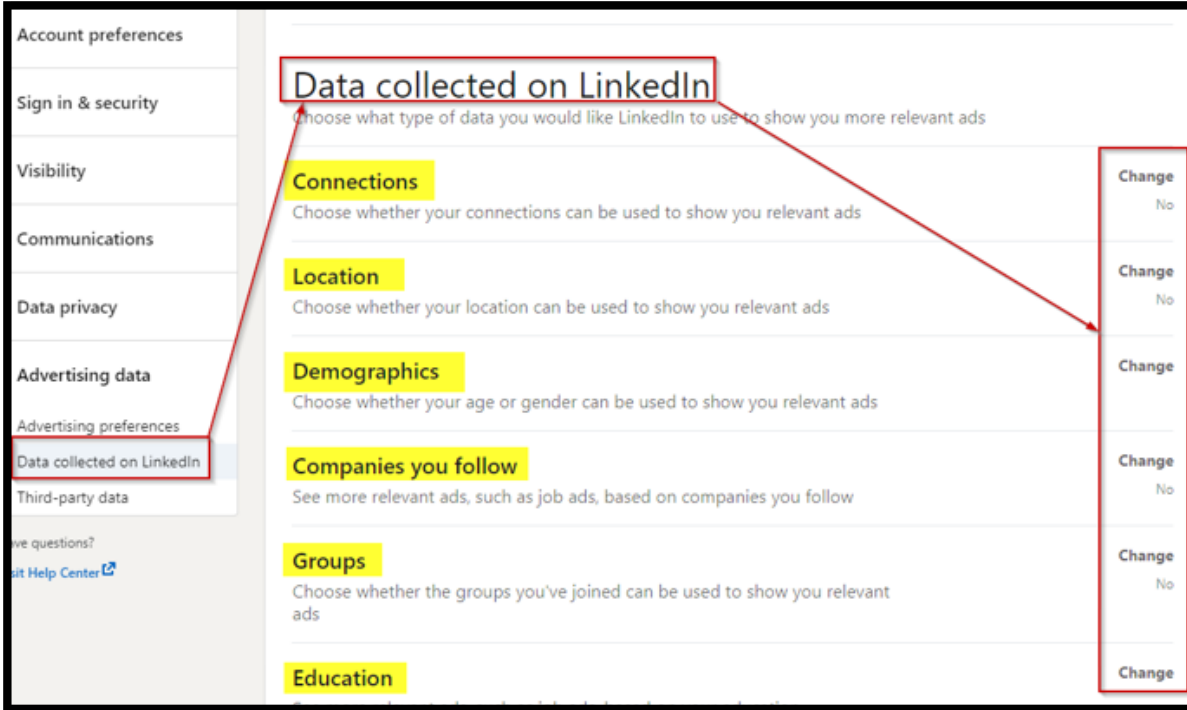 Account preferences
Sign in & security
Visibility
Communications
Data privacy
Advertising data
Advertising preferences
Data collected on LinkedIn
Third-party data
ve questions?
sit Help Center
Data collected on LinkedIn
Choose what type of data you would like LinkedIn to use to show you more relevant ads
Connections
Change
Choose whether your connections can be used to show you relevant ads
No
Location
Change
Choose whether your location can be used to show you relevant ads
No
Demographics
Change
Choose whether your age or gender can be used to show you relevant ads
Companies you follow
Change
See more relevant ads, such as job ads, based on companies you follow
No
Groups
Change
Choose whether the groups you've joined can be used to show you relevant
ads
No
Education
Change